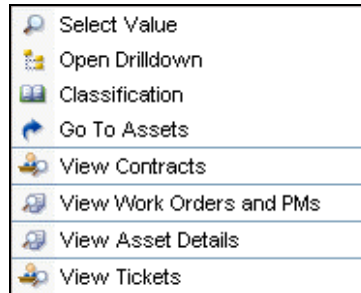 Select Value
Open Drilldown
Classification
Go To Assets
View Contracts
View Work Orders and PMs
View Asset Details
View Tickets